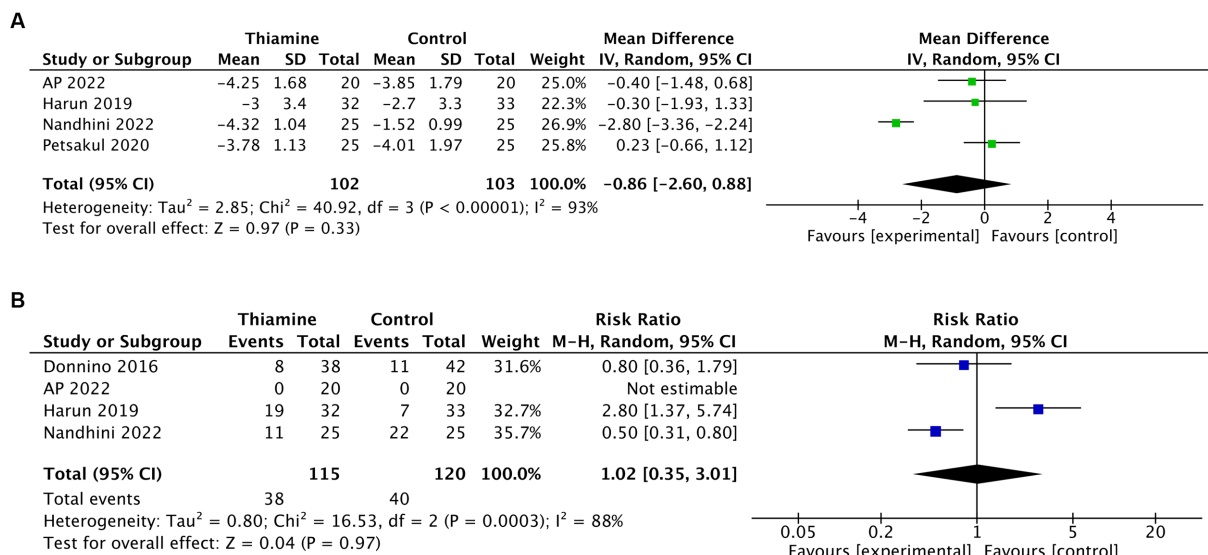 A
Thiamine Control Mean Difference Mean Difference
Study or Subgroup Mean SD Total Mean SD Total Weight IV, Random, 95% CI IV, Random, 95% CI
AP 2022 −4.25 1.68 20 −3.85 1.79 20 25.0% −0.40 [−1.48, 0.68]
Harun 2019 −3 3.4 32 −2.7 3.3 33 22.3% −0.30 [−1.93, 1.33]
Nandhini 2022 −4.32 1.04 25 −1.52 0.99 25 26.9% −2.80 [−3.36, −2.24]
Petsakul 2020 −3.78 1.13 25 −4.01 1.97 25 25.8% 0.23 [−0.66, 1.12]
Total (95% CI) 102 103 100.0% −0.86 [−2.60, 0.88]
Heterogeneity: Tau² = 2.85; Chi² = 40.92, df = 3 (P < 0.00001); I² = 93%
Test for overall effect: Z = 0.97 (P = 0.33)
−4 −2 0 2 4
Favours [experimental] Favours [control]
B
Thiamine Control Risk Ratio Risk Ratio
Study or Subgroup Events Total Events Total Weight M–H, Random, 95% CI M–H, Random, 95% CI
Donnino 2016 8 38 11 42 31.6% 0.80 [0.36, 1.79]
AP 2022 0 20 0 20 Not estimable
Harun 2019 19 32 7 33 32.7% 2.80 [1.37, 5.74]
Nandhini 2022 11 25 22 25 35.7% 0.50 [0.31, 0.80]
Total (95% CI) 115 120 100.0% 1.02 [0.35, 3.01]
Total events 38 40
Heterogeneity: Tau² = 0.80; Chi² = 16.53, df = 2 (P = 0.0003); I² = 88%
Test for overall effect: Z = 0.04 (P = 0.97)
0.05 0.2 1 5 20
Favours [experimental] Favours [control]